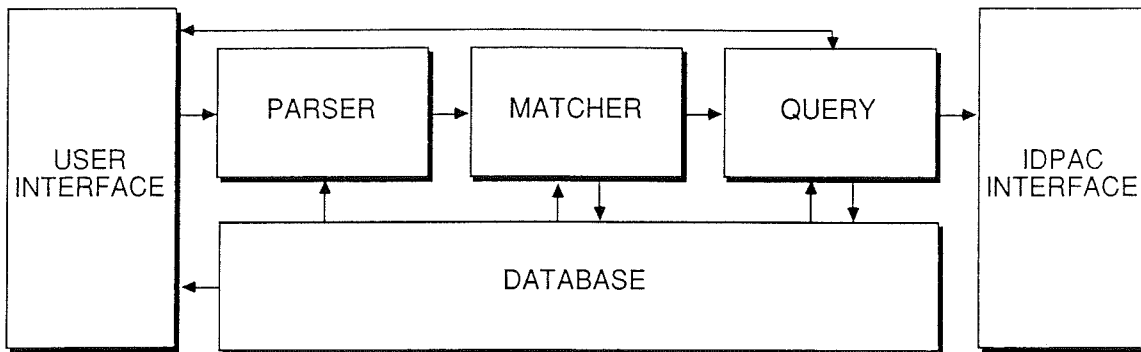 USER
INTERFACE
PARSER
MATCHER
QUERY
IDPAC
INTERFACE
DATABASE